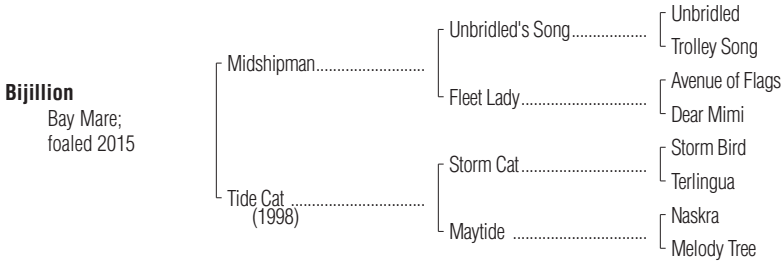 Bijillion
Bay Mare;
foaled 2015
Midshipman........................
Tide Cat .............................
(1998)
Unbridled's Song..................
Fleet Lady............................
Storm Cat............................
Maytide .............................
Unbridled
Trolley Song
Avenue of Flags
Dear Mimi
Storm Bird
Terlingua
Naskra
Melody Tree